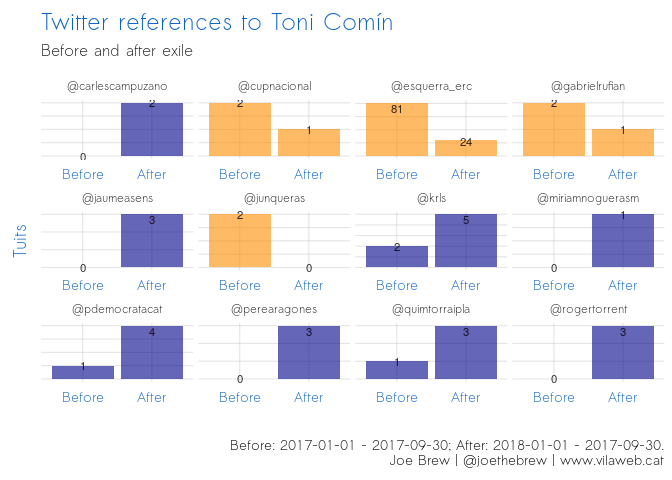 Twitter references to Toni Comín
Before and after exile
@carlescampuzano @cupnacional @esquerra_erc @gabrielrufian
0 2 2 1 81 24 2 1
Before After Before After Before After Before After
@jaumeasens @junqueras @krls @miriamnoguerasm
0 3 2 0 2 5 0 1
Before After Before After Before After Before After
@pdemocratacat @perearagones @quimtorraipla @rogertorrent
1 4 0 3 1 3 0 3
Before After Before After Before After Before After
Tuits
Before: 2017-01-01 - 2017-09-30; After: 2018-01-01 - 2017-09-30.
Joe Brew | @joethebrew | www.vilaweb.cat